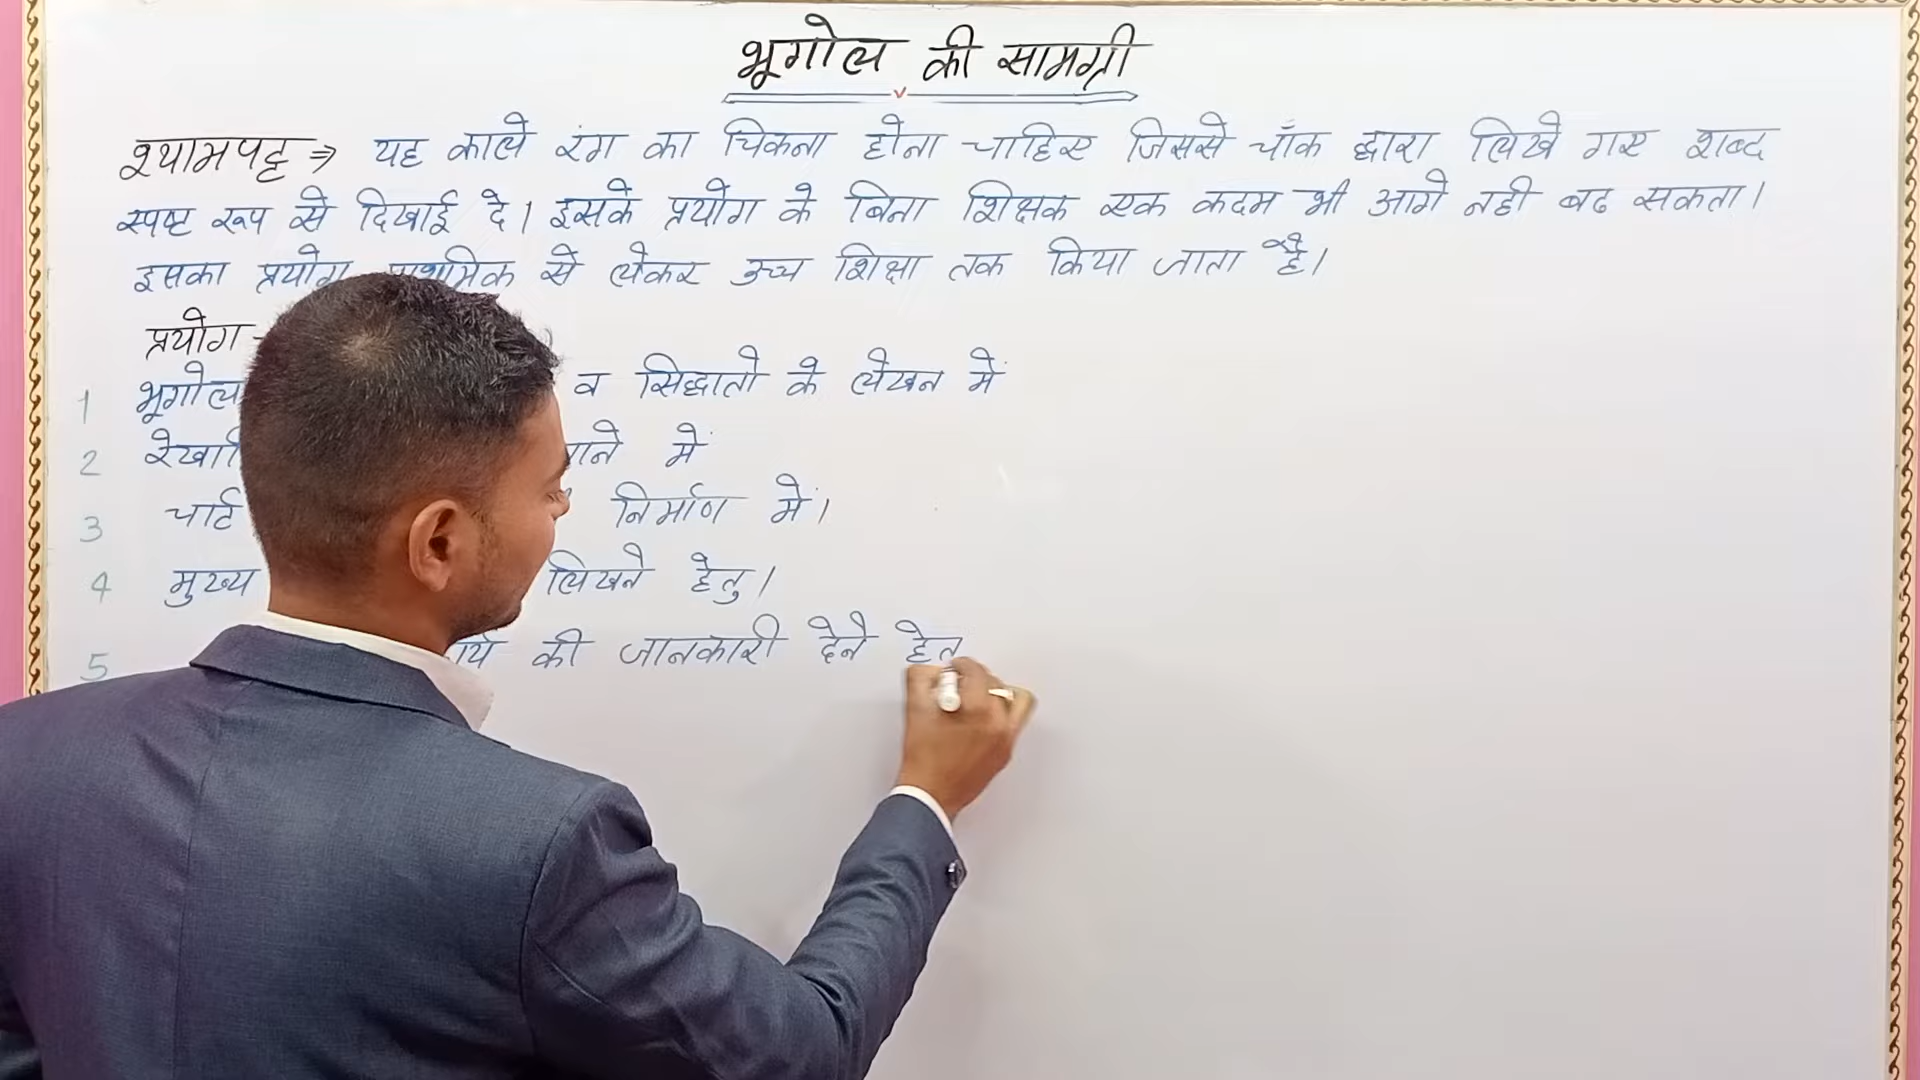 भूगोल की सामग्री
श्यामपट्ट ⇒ यह काले रंग का चिकना होना चाहिए जिससे चाँक द्वारा लिखे गए शब्द
स्पष्ट रूप से दिखाई दे। इसके प्रयोग के बिना शिक्षक एक कदम भी आगे नही बढ सकता।
इसका प्रयोग से लेकर उच्च शिक्षा तक किया जाता है।
प्रयोग -
1 भूगोल व सिद्धातो के लेखन में
2 में
3 चार्ट निर्माण में।
4 मुख्य लिखने हेतु।
5 की जानकारी देने